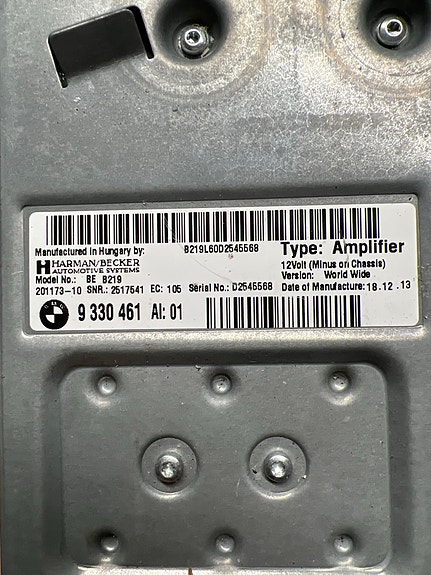 B219L60D2545568
Manufactured in Hungary by:
HARMAN/BECKER
AUTOMOTIVE SYSTEMS
Type: Amplifier
12Volt (Minus on Chassis)
Model No.: BE B219
Version: World Wide
201173-10 SNR.: 2517541 EC: 105 Serial No.: D2545568 Date of Manufacture: 18.12.13
9 330 461 AI: 01